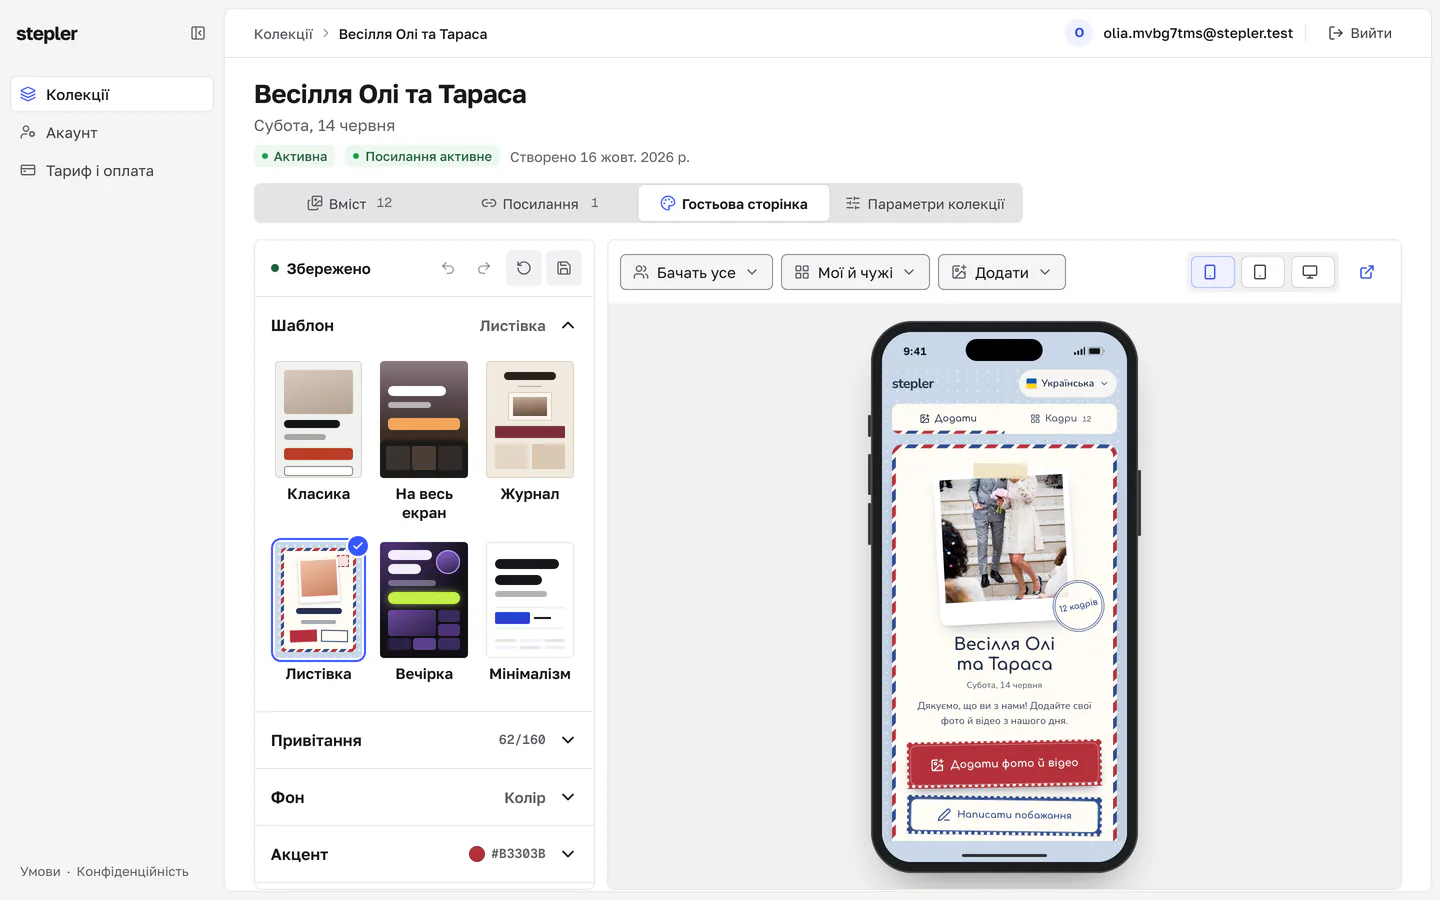 stepler
Колекції
Акаунт
Тариф і оплата
Умови · Конфіденційність
Колекції > Весілля Олі та Тараса
O olia.mvbg7tms@stepler.test
Вийти
Весілля Олі та Тараса
Субота, 14 червня
Активна
Посилання активне
Створено 16 жовт. 2026 р.
Вміст 12
Посилання 1
Гостьова сторінка
Параметри колекції
Збережено
Шаблон
Листівка
Класика
На весь
екран
Журнал
Листівка
Вечірка
Мінімалізм
Привітання
62/160
Фон
Колір
Акцент
#B3303B
Бачать усе
Мої й чужі
Додати
9:41
stepler
Українська
Додати
Кадри 12
12 кадрів
Весілля Олі
та Тараса
Субота, 14 червня
Дякуємо, що ви з нами! Додайте свої
фото й відео з нашого дня.
Додати фото й відео
Написати побажання